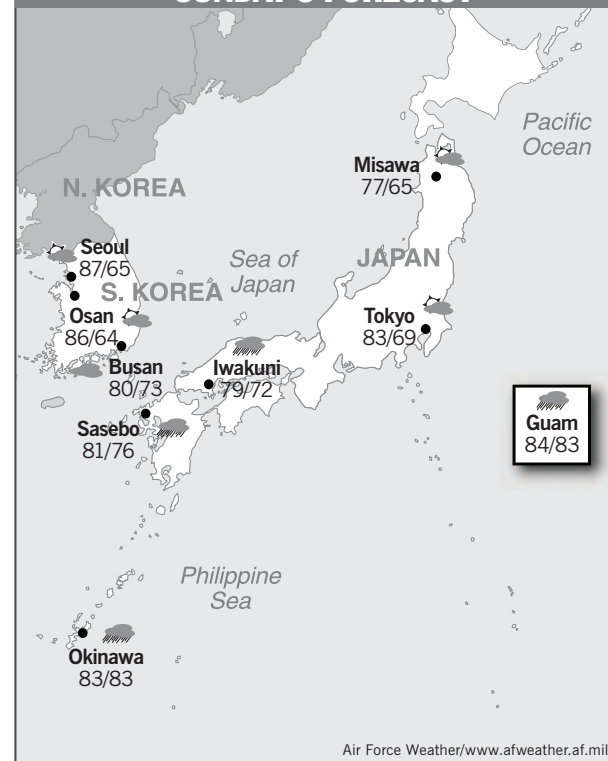 Pacific
Ocean
Misawa
77/65
N. KOREA
Seoul
87/65
Sea of
Japan
JAPAN
S. KOREA
Osan
86/64
Tokyo
83/69
Busan
80/73
Iwakuni
79/72
Sasebo
81/76
Guam
84/83
Philippine
Sea
Okinawa
83/83
Air Force Weather/www.afweather.af.mil